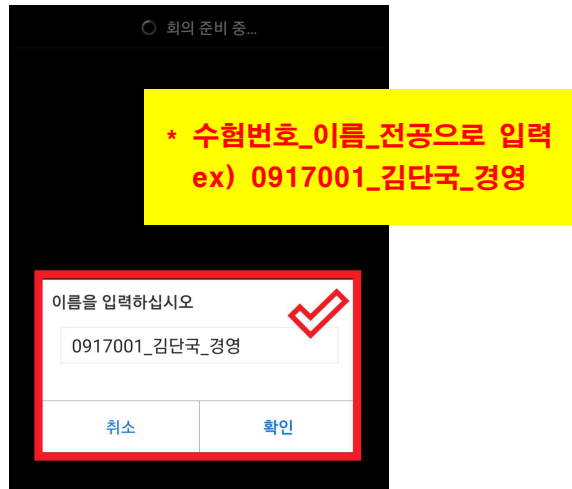 회의 준비 중...
* 수험번호_이름_전공으로 입력
ex) 0917001_김단국_경영
이름을 입력하십시오
0917001_김단국_경영
취소 확인